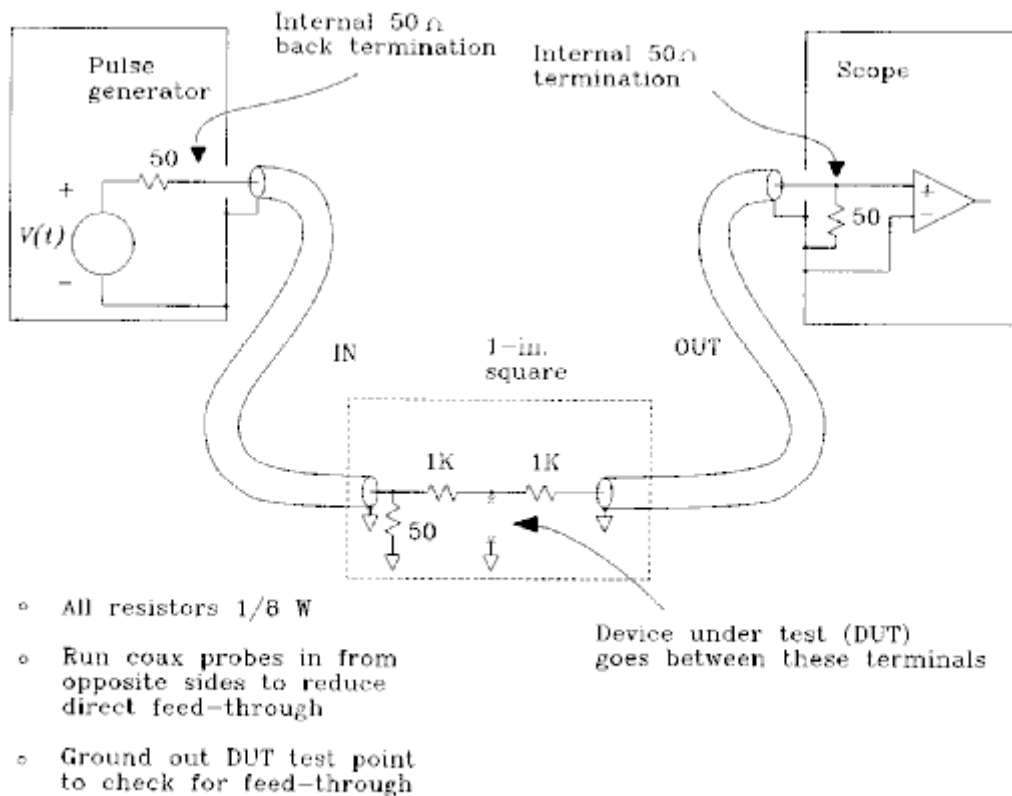 Internal 50Ω
back termination
Internal 50Ω
termination
Pulse
generator
Scope
50
+
V(t)
−
+
−
50
IN
1-in.
square
OUT
1K
1K
50
Device under test (DUT)
goes between these terminals
◦ All resistors 1/8 W
◦ Run coax probes in from
opposite sides to reduce
direct feed-through
◦ Ground out DUT test point
to check for feed-through